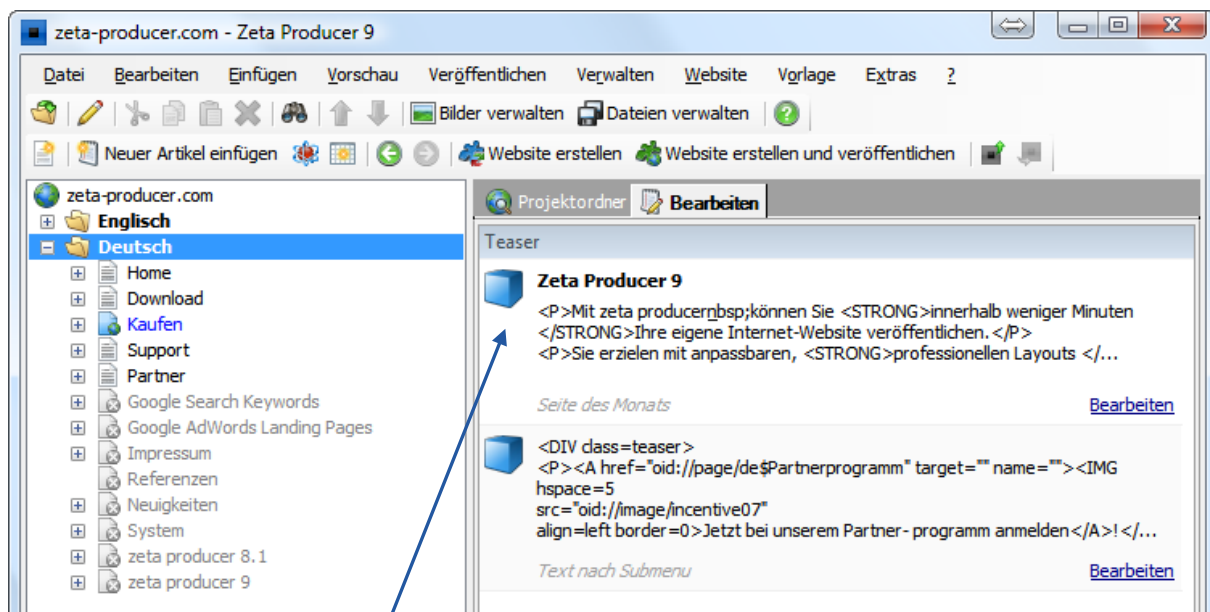 zeta-producer.com - Zeta Producer 9
Datei Bearbeiten Einfügen Vorschau Veröffentlichen Verwalten Website Vorlage Extras ?
Bilder verwalten Dateien verwalten
Neuer Artikel einfügen Website erstellen Website erstellen und veröffentlichen
zeta-producer.com
Englisch
Deutsch
Home
Download
Kaufen
Support
Partner
Google Search Keywords
Google AdWords Landing Pages
Impressum
Referenzen
Neuigkeiten
System
zeta producer 8.1
zeta producer 9
Projektordner Bearbeiten
Teaser
Zeta Producer 9
<P>Mit zeta producernbsp;können Sie <STRONG>innerhalb weniger Minuten
</STRONG>Ihre eigene Internet-Website veröffentlichen.</P>
<P>Sie erzielen mit anpassbaren, <STRONG>professionellen Layouts </...
Seite des Monats Bearbeiten
<DIV class=teaser>
<P><A href="oid://page/de$Partnerprogramm" target="" name=""><IMG
hspace=5
src="oid://image/incentive07"
align=left border=0>Jetzt bei unserem Partner- programm anmelden</A>!</...
Text nach Submenu Bearbeiten